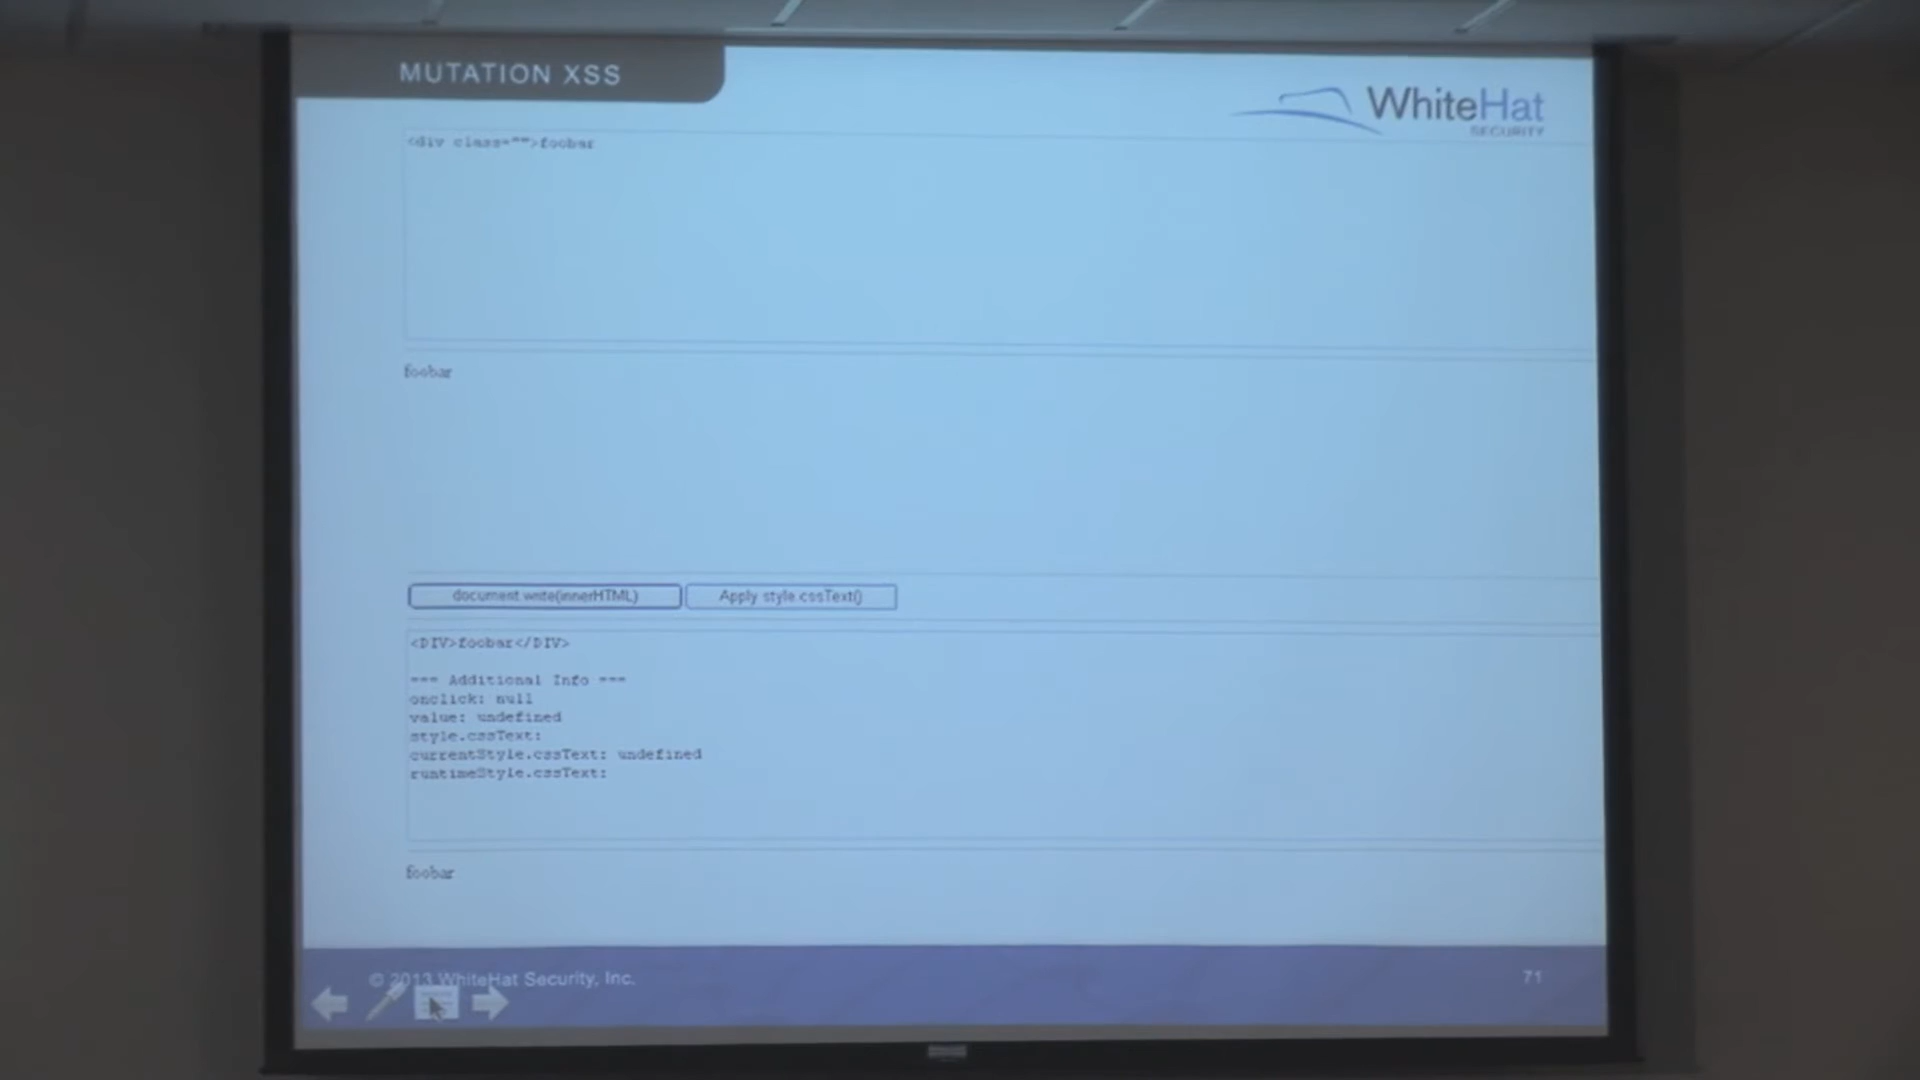 MUTATION XSS
WhiteHat
SECURITY
<div class="">foobar
foobar
document.write(innerHTML) Apply style.cssText()
<DIV>foobar</DIV>
=== Additional Info ===
onclick: null
value: undefined
style.cssText:
currentStyle.cssText: undefined
runtimeStyle.cssText:
foobar
© 2013 WhiteHat Security, Inc.
71